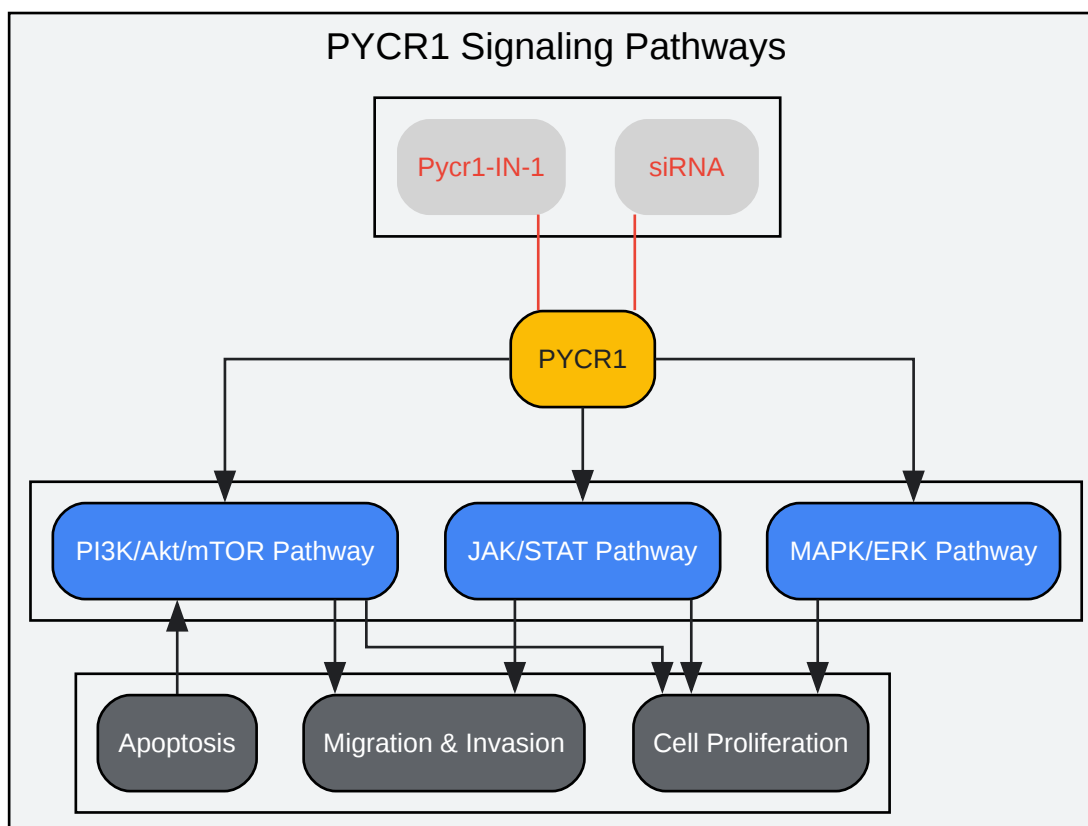 PYCR1 Signaling Pathways
Pycr1-IN-1
siRNA
PYCR1
PI3K/Akt/mTOR Pathway
JAK/STAT Pathway
MAPK/ERK Pathway
Apoptosis
Migration & Invasion
Cell Proliferation